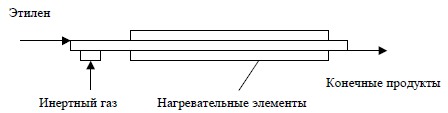 Этилен
Конечные продукты
Инертный газ
Нагревательные элементы